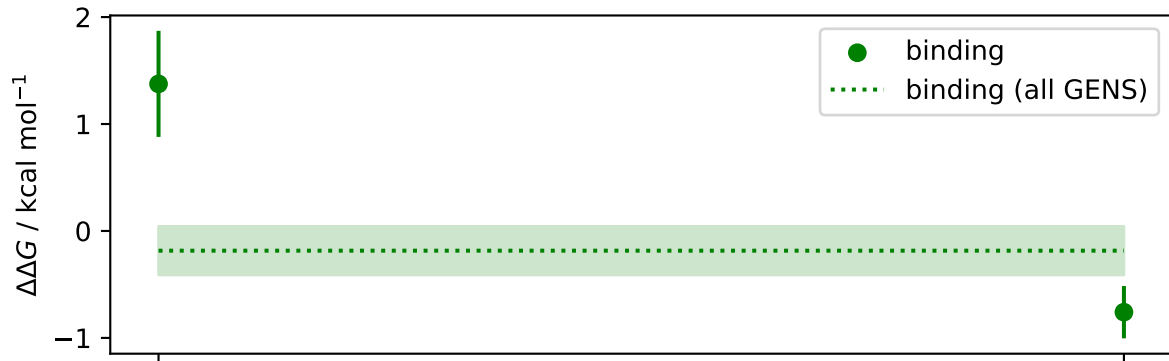 2
1
0
−1
ΔΔG / kcal mol⁻¹
binding
binding (all GENS)